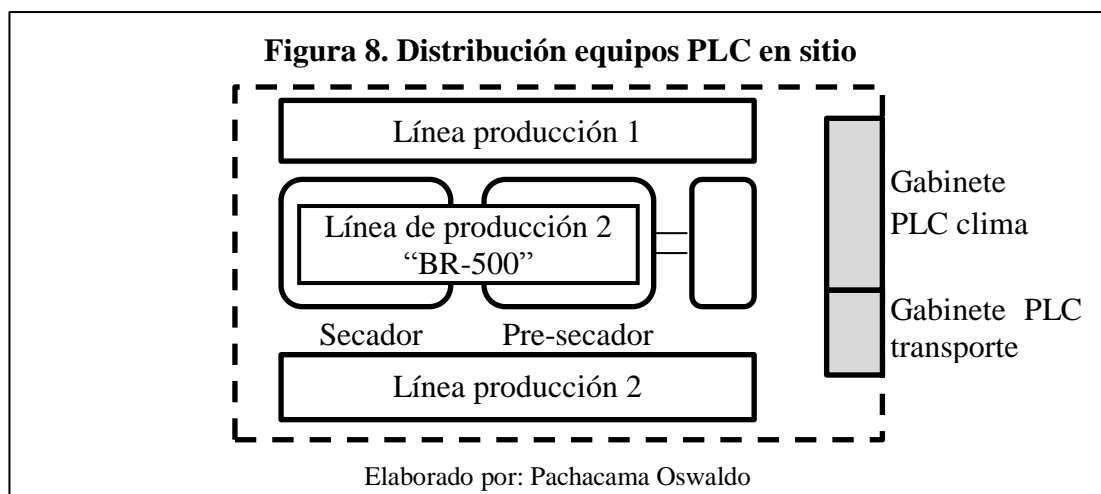 Figura 8. Distribución equipos PLC en sitio
Línea producción 1
Línea de producción 2
“BR-500”
Secador
Pre-secador
Línea producción 2
Gabinete
PLC clima
Gabinete PLC
transporte
Elaborado por: Pachacama Oswaldo